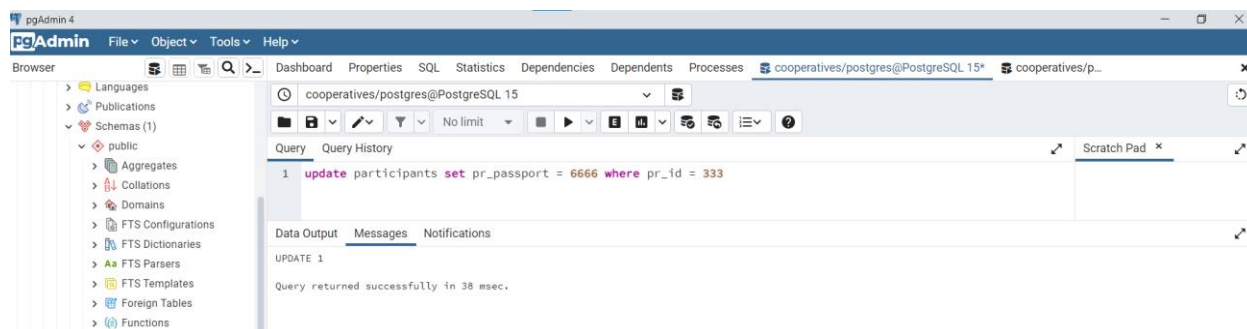 pgAdmin 4
pgAdmin File Object Tools Help
Browser
Dashboard Properties SQL Statistics Dependencies Dependents Processes cooperatives/postgres@PostgreSQL 15* cooperatives/p...
Languages
Publications
Schemas (1)
public
Aggregates
Collations
Domains
FTS Configurations
FTS Dictionaries
Aa FTS Parsers
FTS Templates
Foreign Tables
Functions
cooperatives/postgres@PostgreSQL 15
No limit
E
Query Query History
Scratch Pad
1 update participants set pr_passport = 6666 where pr_id = 333
Data Output Messages Notifications
UPDATE 1
Query returned successfully in 38 msec.